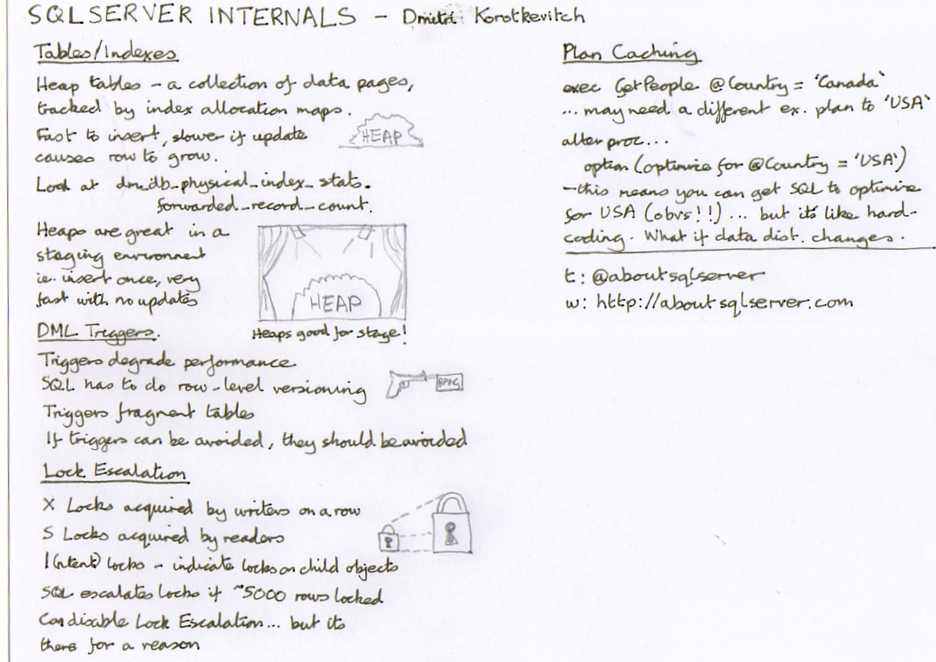 SQLSERVER INTERNALS - Dmitri Korotkevitch
Tables/Indexes
Heap tables - a collection of data pages,
tracked by index allocation maps.
Fast to insert, slower if update
causes row to grow.
HEAP
Look at dm_db_physical_index_stats.
forwarded_record_count.
Heaps are great in a
staging environment
ie. insert once, very
fast with no updates
HEAP
Heaps good for stage!
DML Triggers.
Triggers degrade performance
SQL has to do row-level versioning
Triggers fragment tables
If triggers can be avoided, they should be avoided
Lock Escalation
X Locks acquired by writers on a row
S Locks acquired by readers
I(ntent) locks - indicate locks on child objects
SQL escalates locks if ~5000 rows locked
Can disable Lock Escalation... but its
there for a reason
Plan Caching
exec GetPeople @Country = 'Canada'
... may need a different ex. plan to 'USA'
alter proc...
option (optimize for @Country = 'USA')
-this means you can get SQL to optimize
for USA (obvs!!) ... but its like hard-
coding. What if data dist. changes.
t: @aboutsqlserver
w: http://aboutsqlserver.com